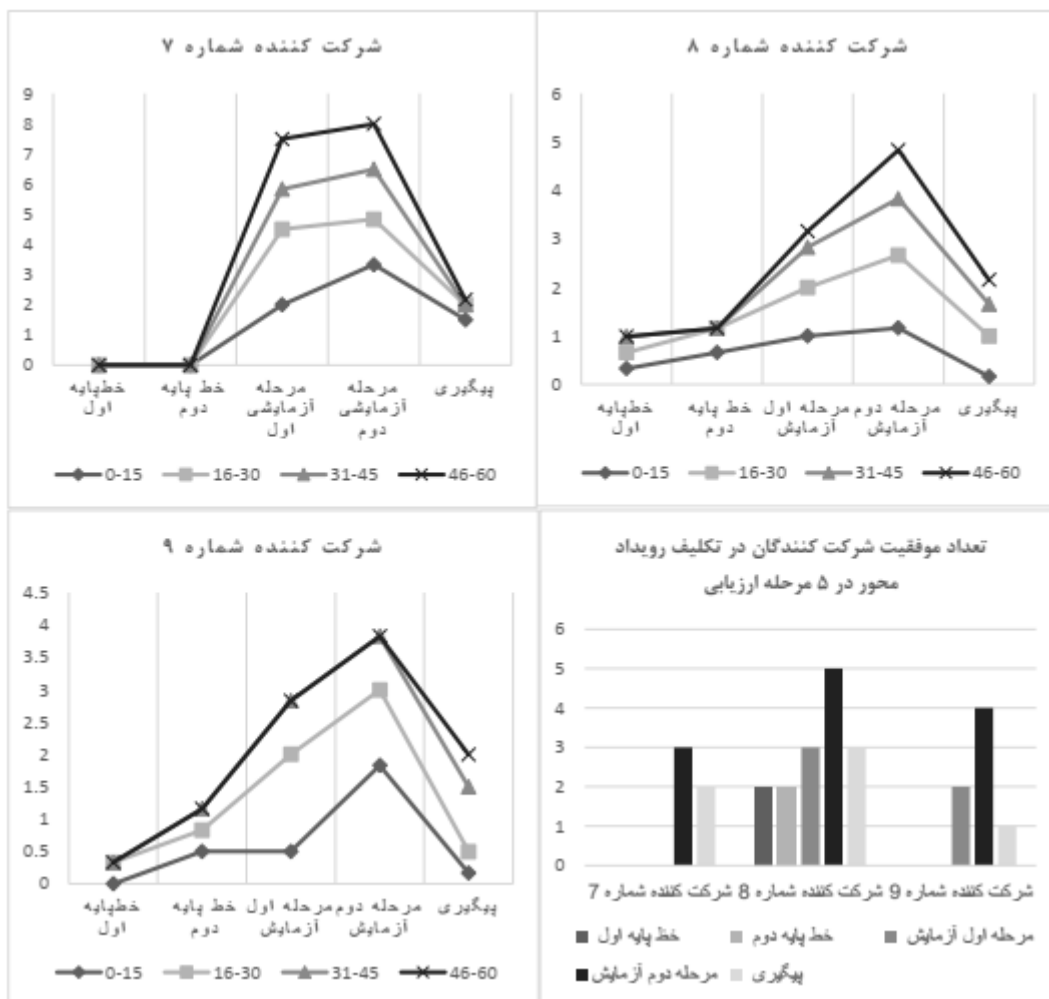 شرکت کننده شماره ۷
9
8
7
6
5
4
3
2
1
0
خط‌پایه
اول
خط پایه
دوم
مرحله
آزمایشی
اول
مرحله
آزمایشی
دوم
پیگیری
0-15 16-30 31-45 46-60
شرکت کننده شماره ۸
6
5
4
3
2
1
0
خط‌پایه
اول
خط پایه
دوم
مرحله اول
آزمایش
مرحله دوم
آزمایش
پیگیری
0-15 16-30 31-45 46-60
شرکت کننده شماره ۹
4.5
4
3.5
3
2.5
2
1.5
1
0.5
0
خط‌پایه
اول
خط پایه
دوم
مرحله اول
آزمایش
مرحله دوم
آزمایش
پیگیری
0-15 16-30 31-45 46-60
تعداد موفقیت شرکت کنندگان در تکلیف رویداد
محور در ۵ مرحله ارزیابی
6
5
4
3
2
1
0
شرکت کننده شماره 7
شرکت کننده شماره 8
شرکت کننده شماره 9
خط پایه اول
خط پایه دوم
مرحله اول آزمایش
مرحله دوم آزمایش
پیگیری